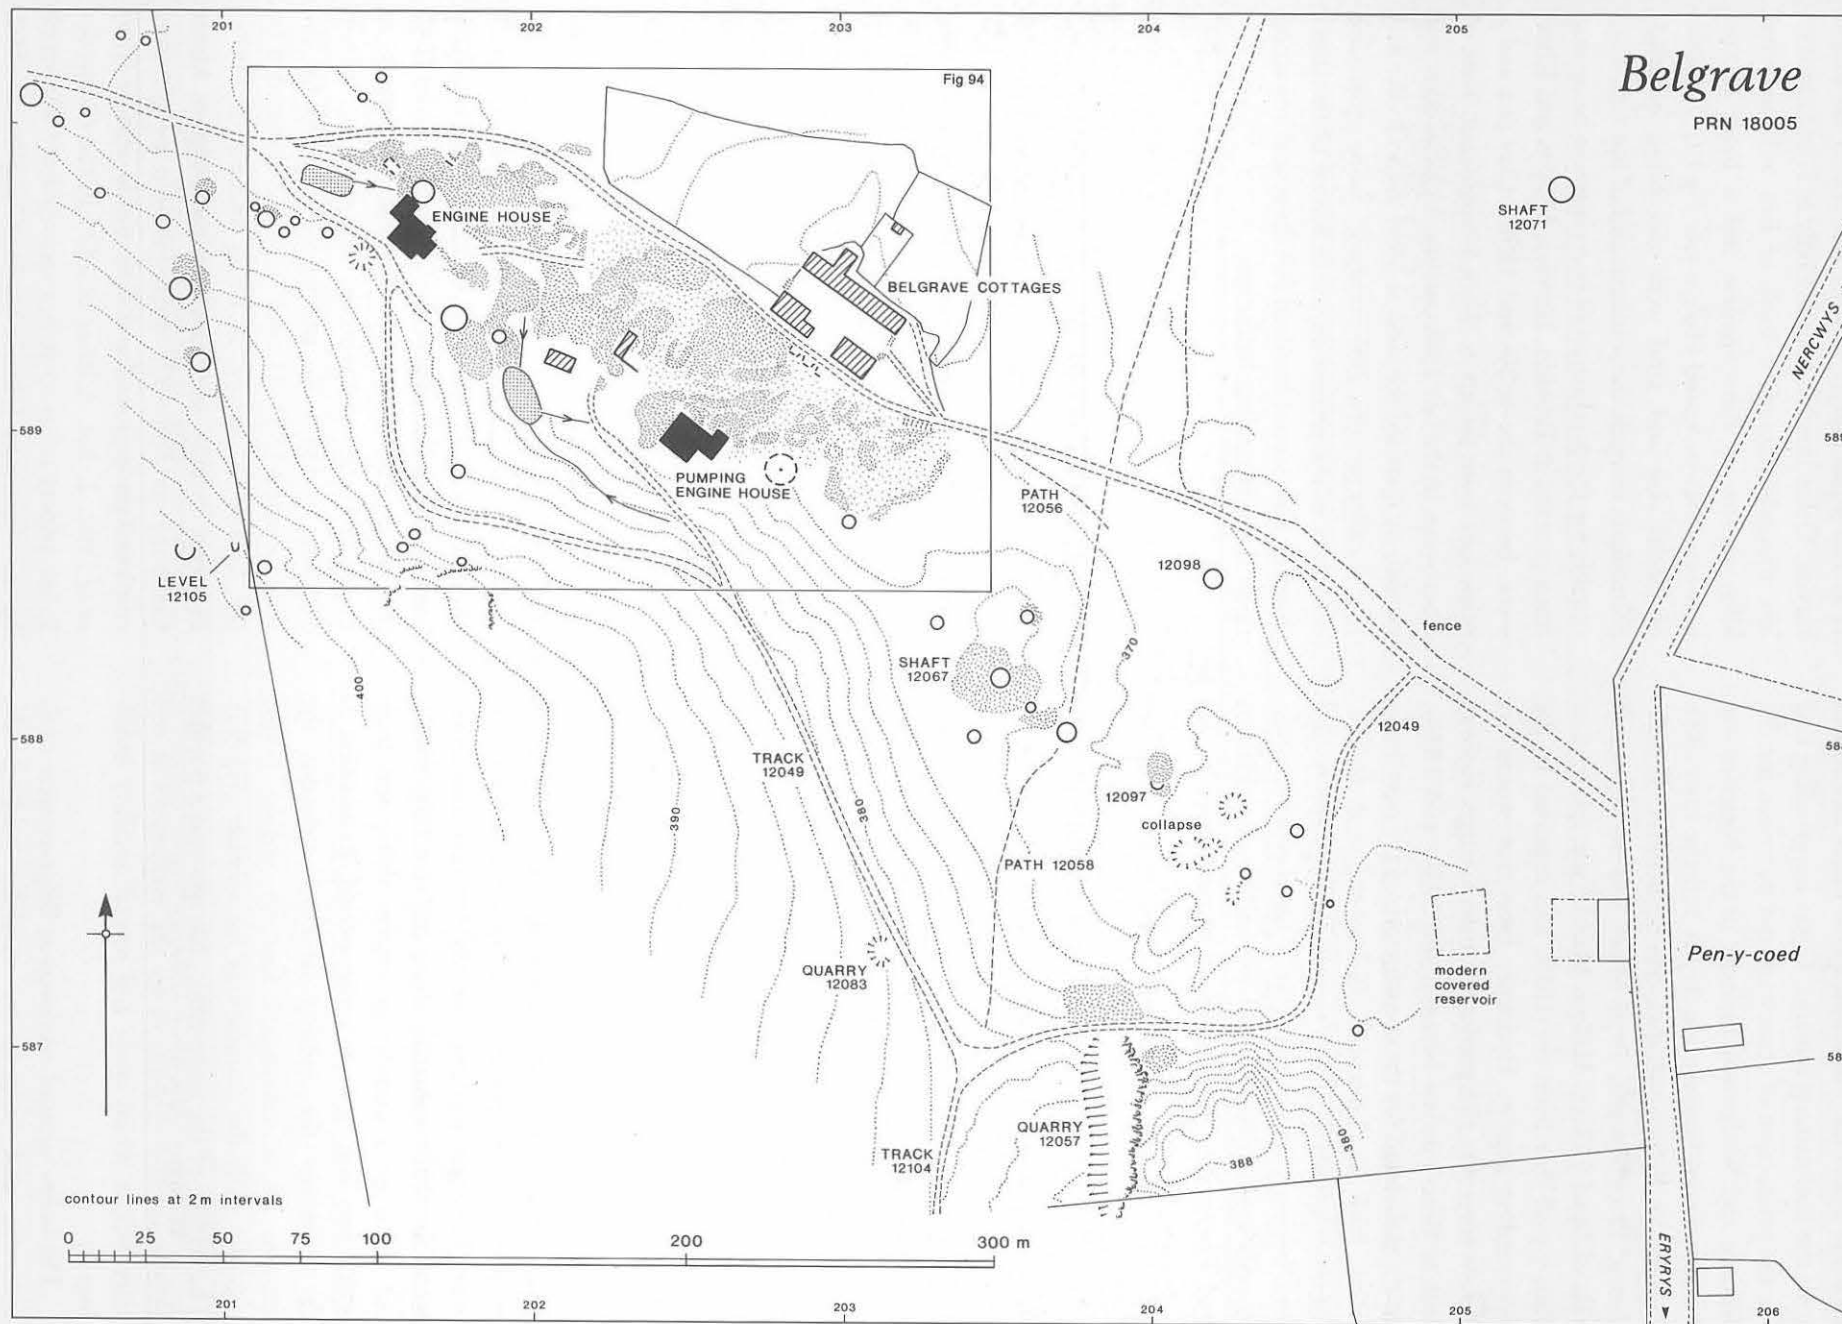 201
202
203
204
205
Fig 94
Belgrave
PRN 18005
ENGINE HOUSE
SHAFT
12071
BELGRAVE COTTAGES
NERCWYS
589
PUMPING
ENGINE HOUSE
PATH
12056
LEVEL
12105
12098
fence
370
SHAFT
12067
400
588
TRACK
12049
12049
390
380
12097
collapse
PATH 12058
QUARRY
12083
modern
covered
reservoir
Pen-y-coed
587
QUARRY
12057
TRACK
12104
388
380
ERYRYS
contour lines at 2m intervals
0 25 50 75 100 200 300 m
201
202
203
204
205
206